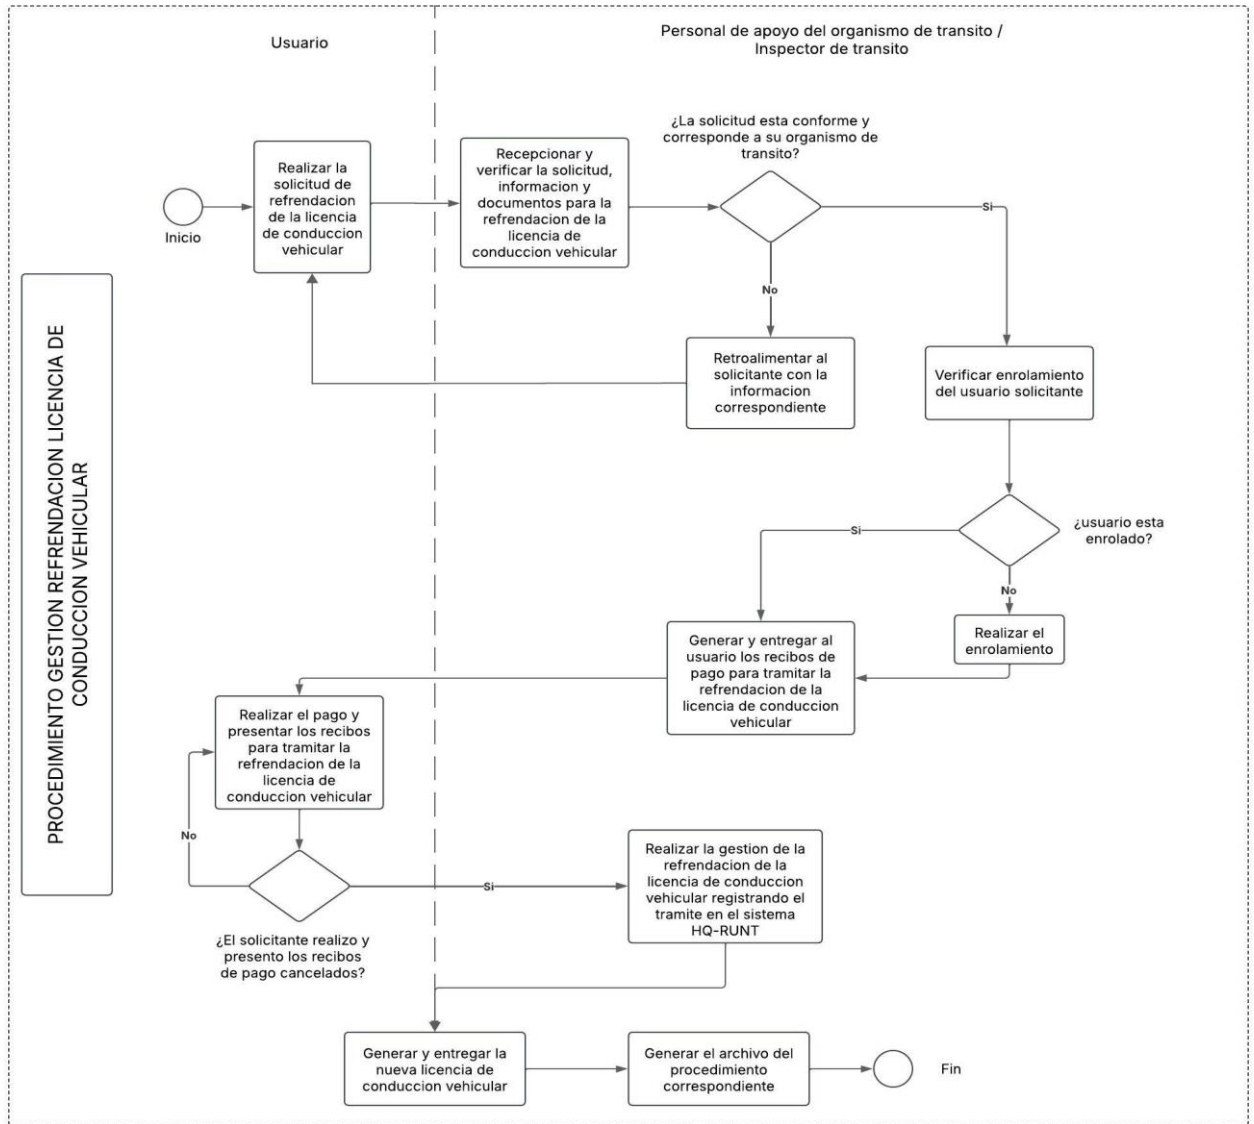 Usuario
Personal de apoyo del organismo de transito /
Inspector de transito
PROCEDIMIENTO GESTION REFRENDACION LICENCIA DE
CONDUCCION VEHICULAR
Inicio
Realizar la
solicitud de
refrendacion
de la licencia
de conduccion
vehicular
Recepcionar y
verificar la solicitud,
informacion y
documentos para la
refrendacion de la
licencia de
conduccion vehicular
¿La solicitud esta conforme y
corresponde a su organismo de
transito?
Si
No
Retroalimentar al
solicitante con la
informacion
correspondiente
Verificar enrolamiento
del usuario solicitante
¿usuario esta
enrolado?
Si
No
Realizar el
enrolamiento
Generar y entregar al
usuario los recibos de
pago para tramitar la
refrendacion de la
licencia de conduccion
vehicular
Realizar el pago y
presentar los recibos
para tramitar la
refrendacion de la
licencia de
conduccion vehicular
No
Si
¿El solicitante realizo y
presento los recibos
de pago cancelados?
Realizar la gestion de la
refrendacion de la
licencia de conduccion
vehicular registrando el
tramite en el sistema
HQ-RUNT
Generar y entregar la
nueva licencia de
conduccion vehicular
Generar el archivo del
procedimiento
correspondiente
Fin